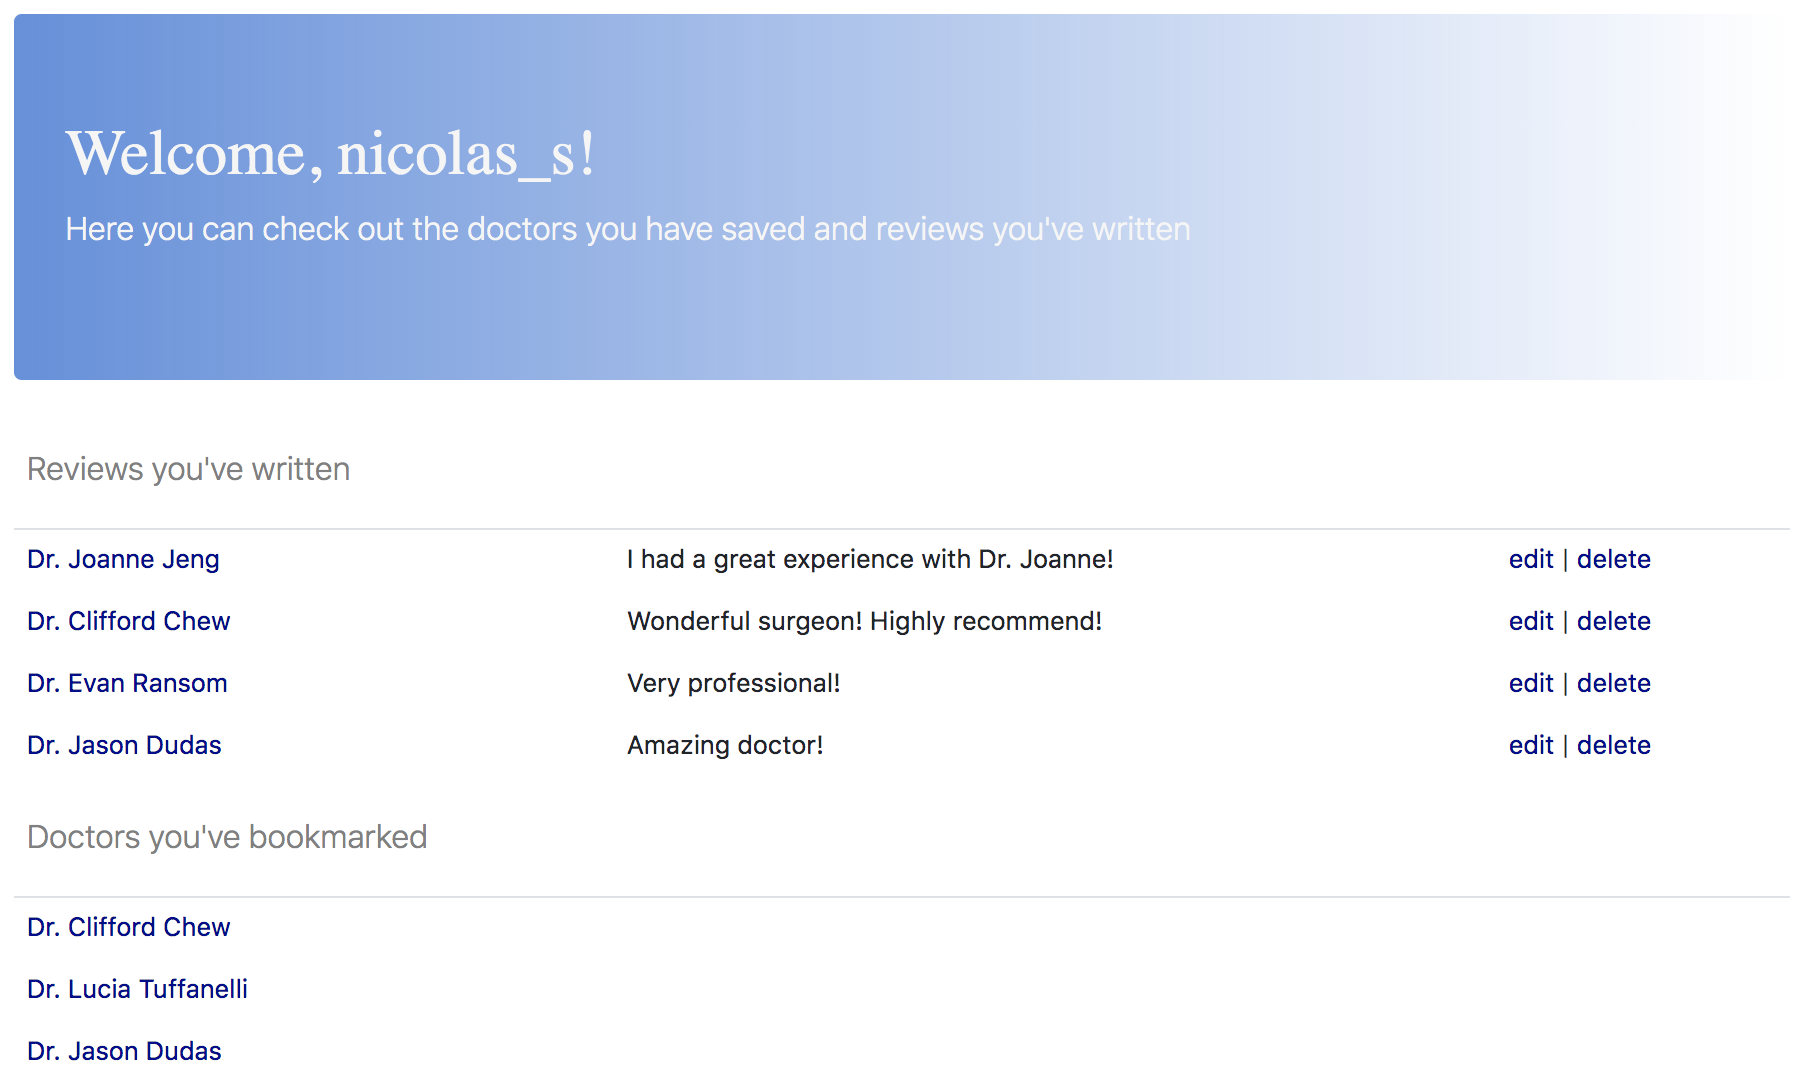 Welcome, nicolas_s!
Here you can check out the doctors you have saved and reviews you've written
Reviews you've written
Dr. Joanne Jeng I had a great experience with Dr. Joanne! edit | delete
Dr. Clifford Chew Wonderful surgeon! Highly recommend! edit | delete
Dr. Evan Ransom Very professional! edit | delete
Dr. Jason Dudas Amazing doctor! edit | delete
Doctors you've bookmarked
Dr. Clifford Chew
Dr. Lucia Tuffanelli
Dr. Jason Dudas